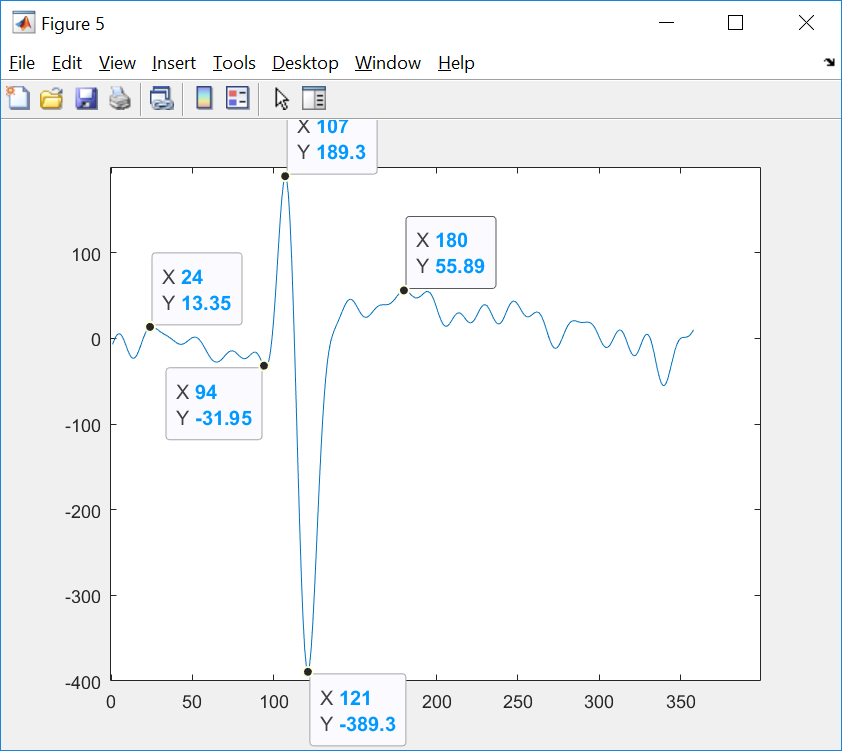 Figure 5
File Edit View Insert Tools Desktop Window Help
X 107
Y 189.3
X 180
Y 55.89
X 24
Y 13.35
X 94
Y -31.95
X 121
Y -389.3
100
0
-100
-200
-300
-400
0 50 100 200 250 300 350